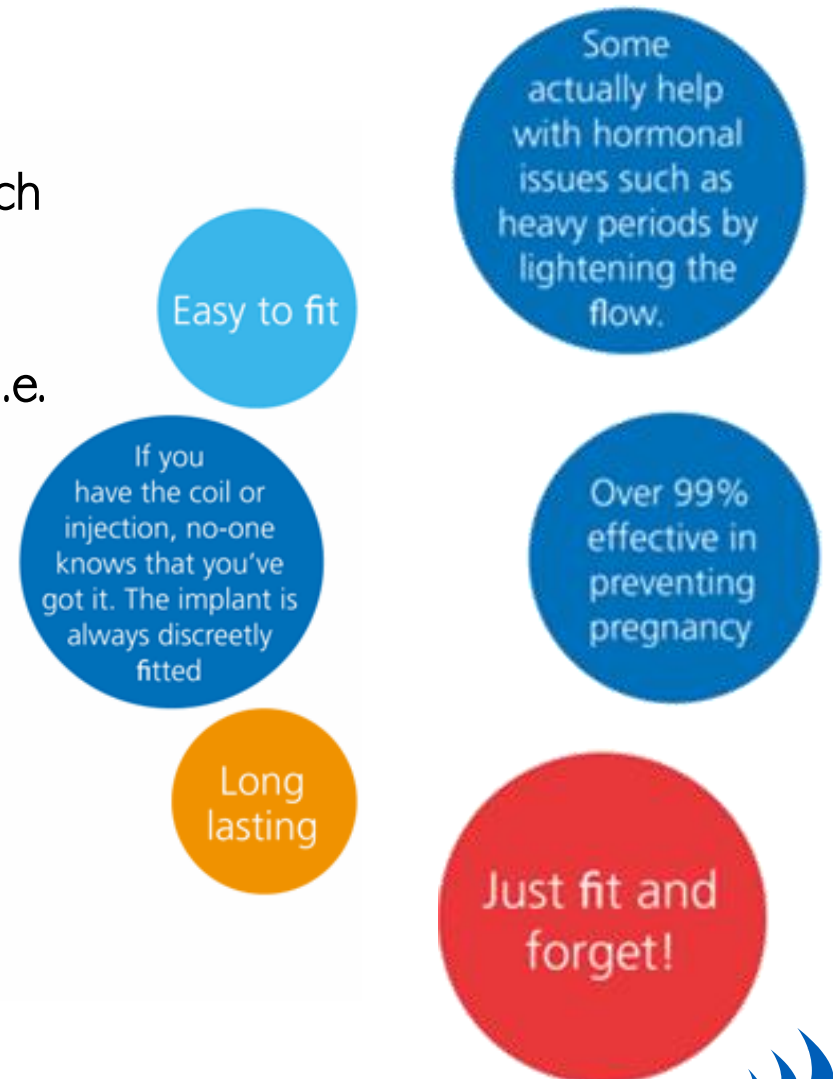 ch
.e.
Easy to fit
If you
have the coil or
injection, no-one
knows that you've
got it. The implant is
always discreetly
fitted
Long
lasting
Some
actually help
with hormonal
issues such as
heavy periods by
lightening the
flow.
Over 99%
effective in
preventing
pregnancy
Just fit and
forget!